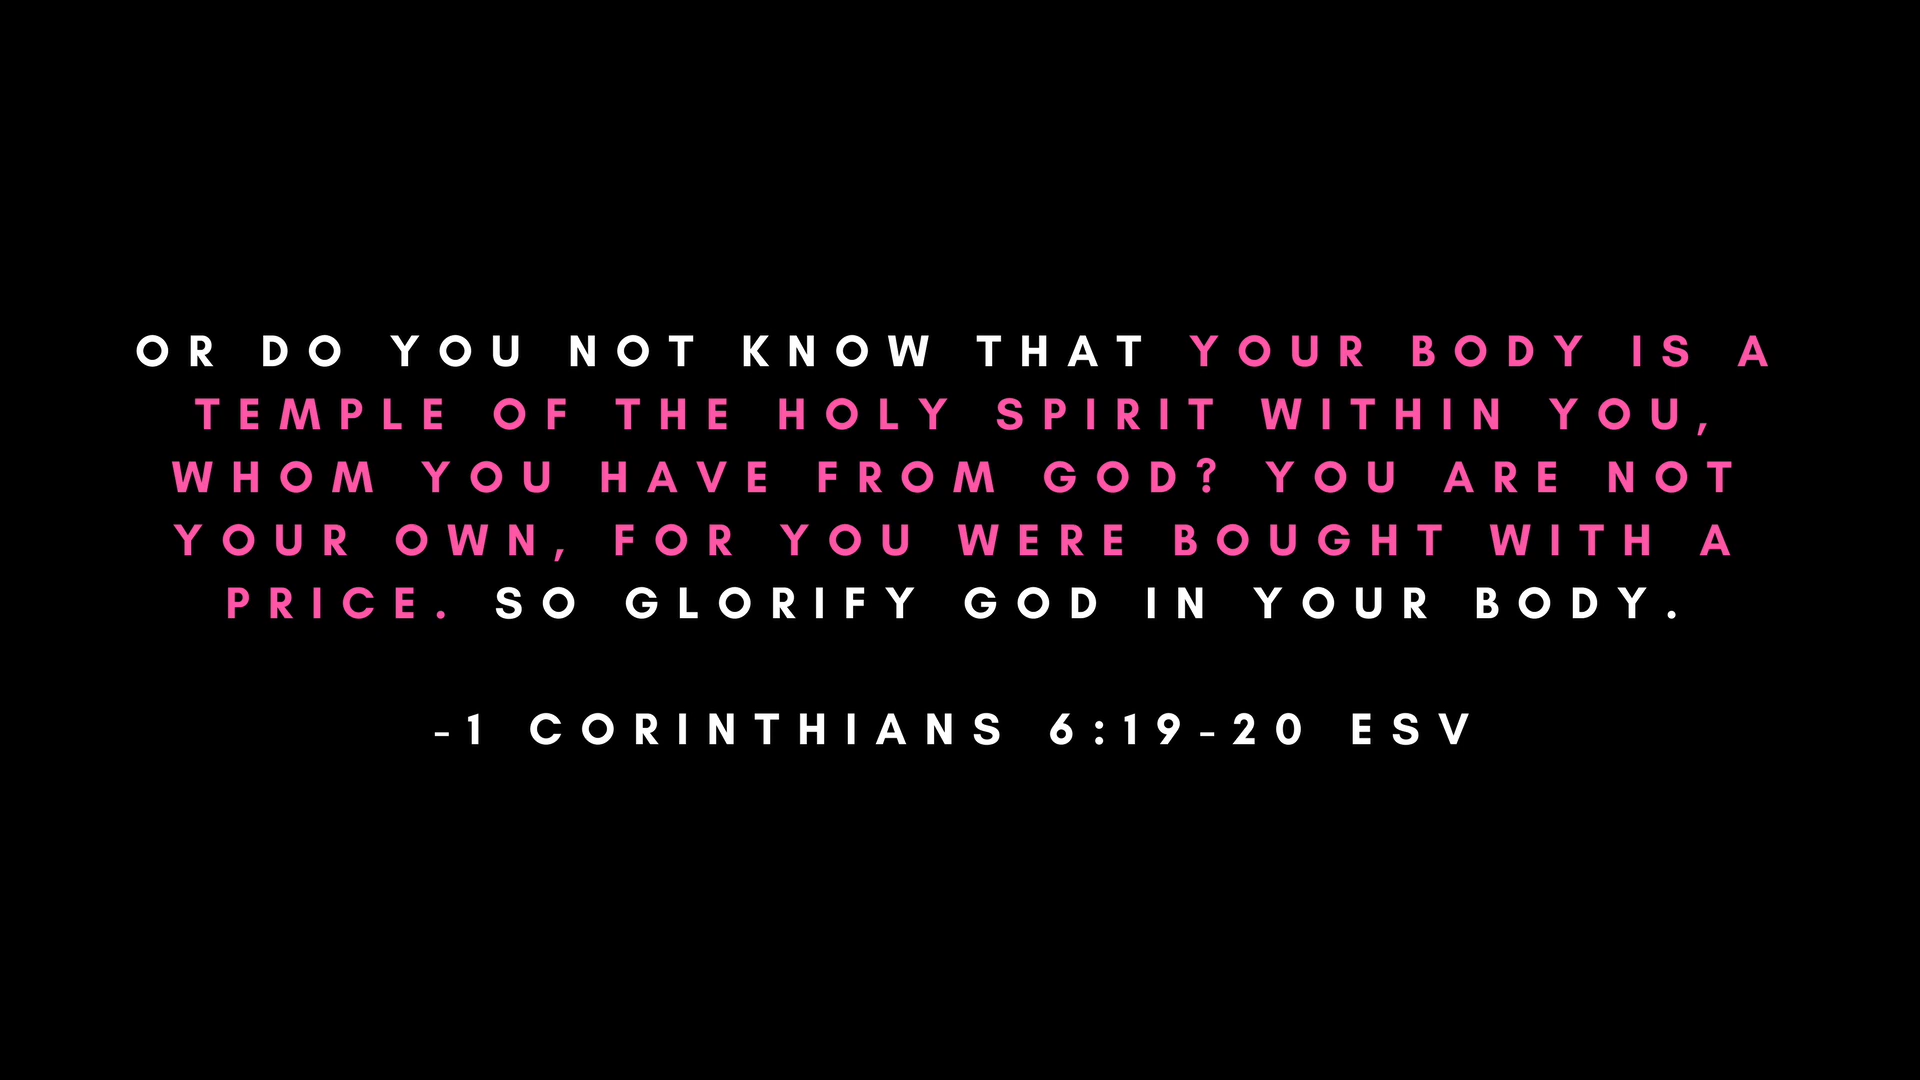 OR DO YOU NOT KNOW THAT YOUR BODY IS A
TEMPLE OF THE HOLY SPIRIT WITHIN YOU,
WHOM YOU HAVE FROM GOD? YOU ARE NOT
YOUR OWN, FOR YOU WERE BOUGHT WITH A
PRICE. SO GLORIFY GOD IN YOUR BODY.
-1 CORINTHIANS 6:19-20 ESV